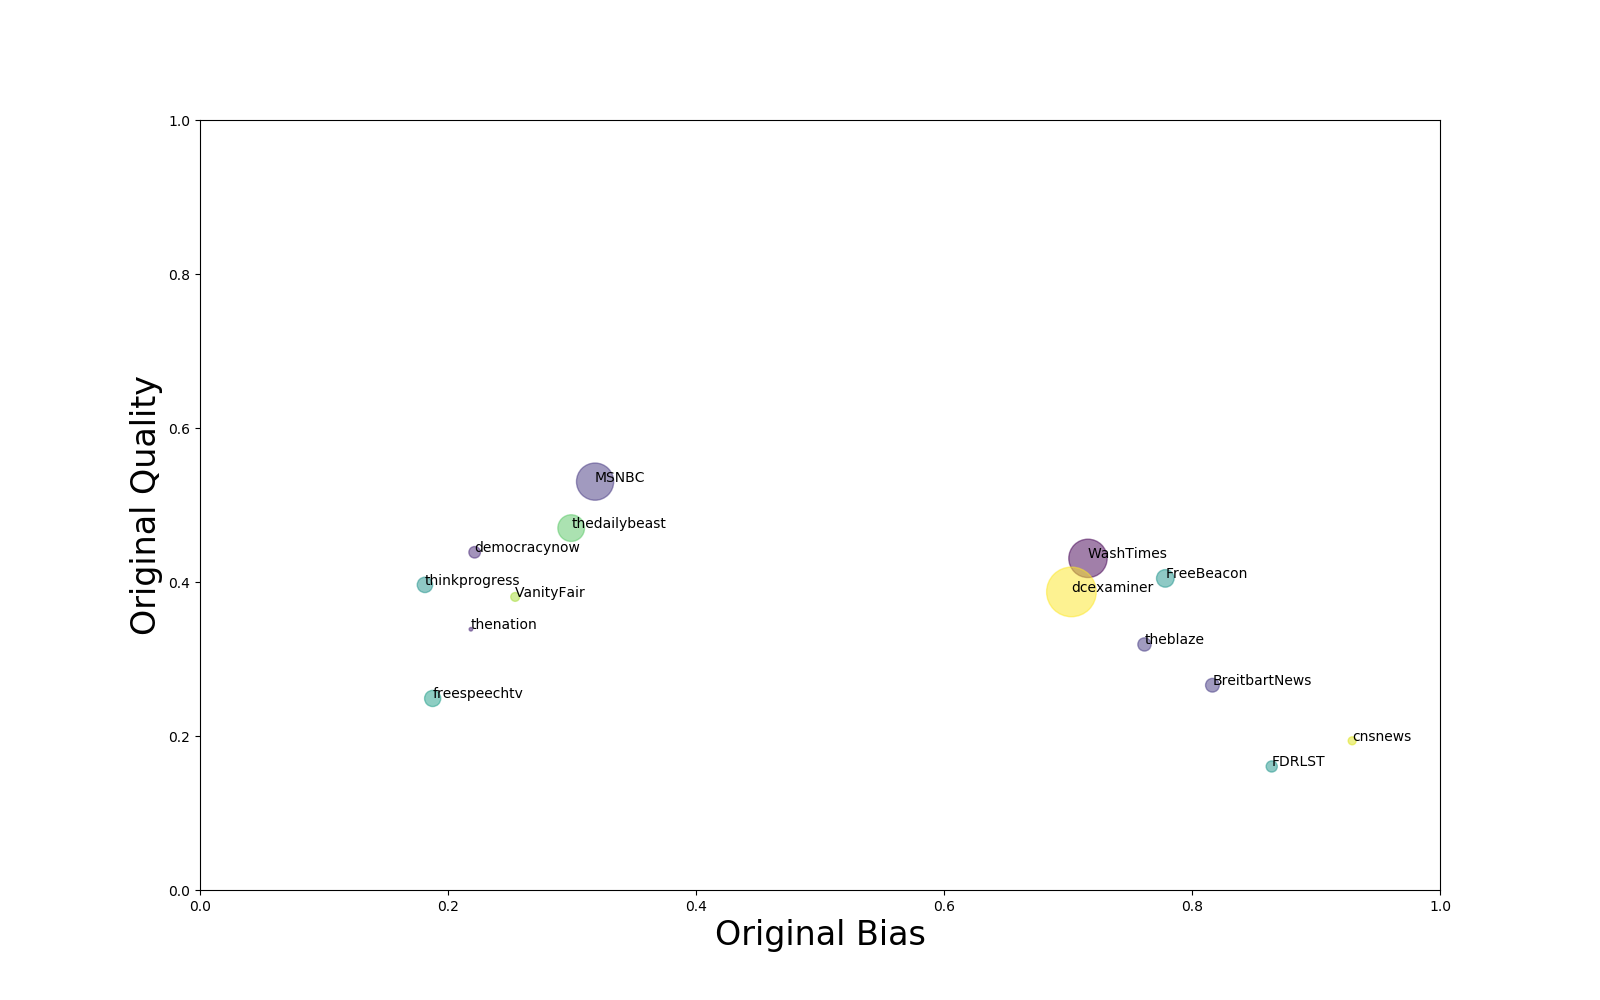 1.0
0.8
0.6
0.4
0.2
0.0
Original Quality
MSNBC
thedailybeast
democracynow
thinkprogress
VanityFair
thenation
freespeechtv
WashTimes
FreeBeacon
dcexaminer
theblaze
BreitbartNews
cnsnews
FDRLST
0.0 0.2 0.4 0.6 0.8 1.0
Original Bias